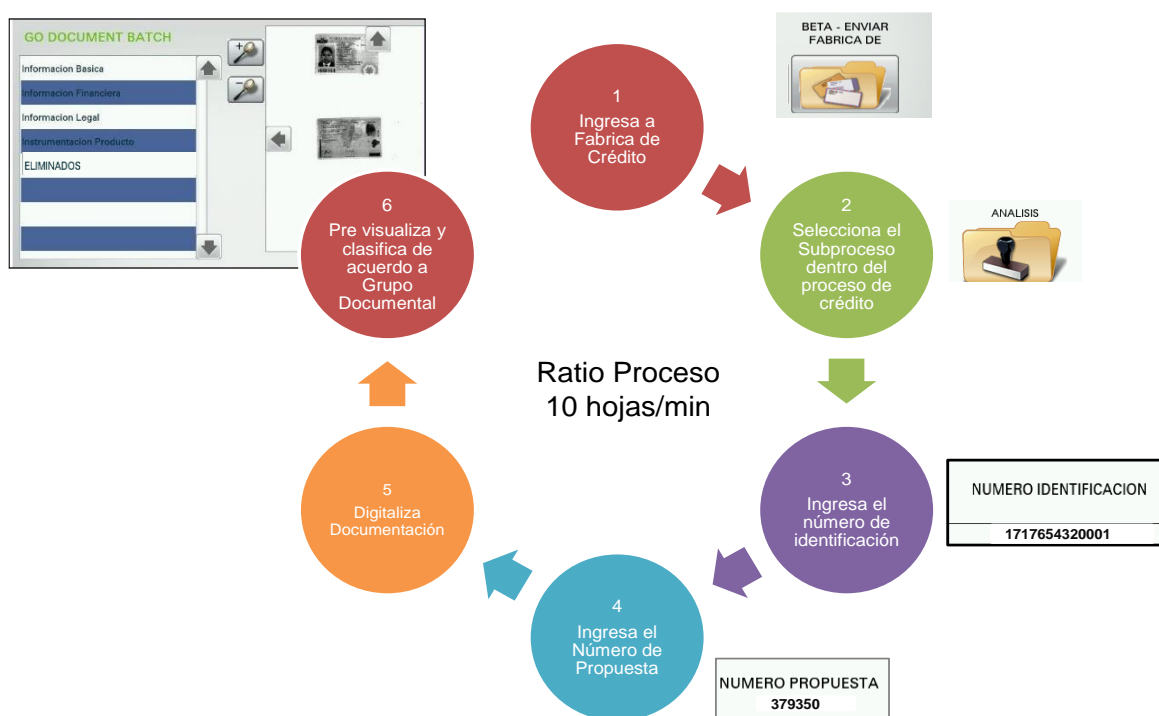 GO DOCUMENT BATCH
Informacion Basica
Informacion Financiera
Informacion Legal
Instrumentacion Producto
ELIMINADOS
BETA - ENVIAR
FABRICA DE
1
Ingresa a
Fabrica de
Crédito
2
Selecciona el
Subproceso
dentro del
proceso de
crédito
ANALISIS
3
Ingresa el
número de
identificación
NUMERO IDENTIFICACION
1717654320001
4
Ingresa el
Número de
Propuesta
NUMERO PROPUESTA
379350
5
Digitaliza
Documentación
6
Pre visualiza y
clasifica de
acuerdo a
Grupo
Documental
Ratio Proceso
10 hojas/min